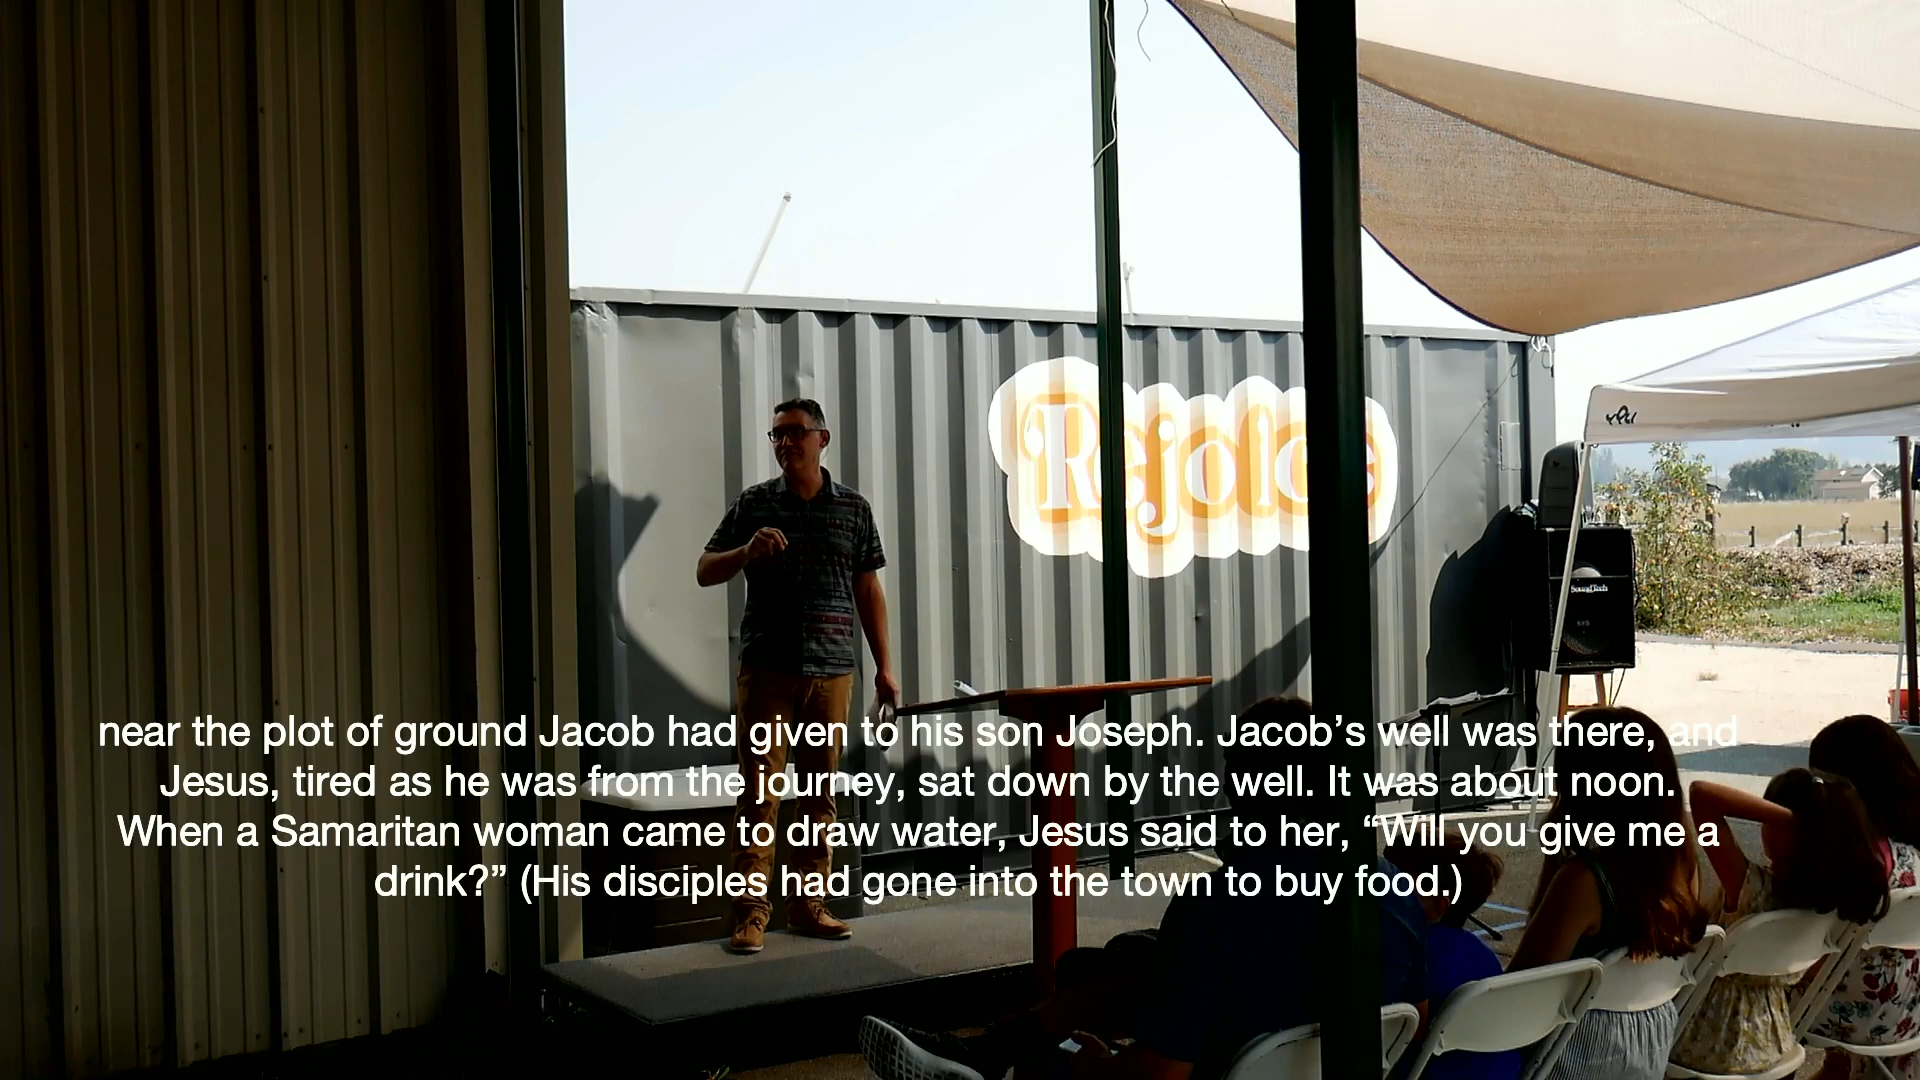 Rejoice
SoundTech
near the plot of ground Jacob had given to his son Joseph. Jacob’s well was there, and
Jesus, tired as he was from the journey, sat down by the well. It was about noon.
When a Samaritan woman came to draw water, Jesus said to her, “Will you give me a
drink?” (His disciples had gone into the town to buy food.)